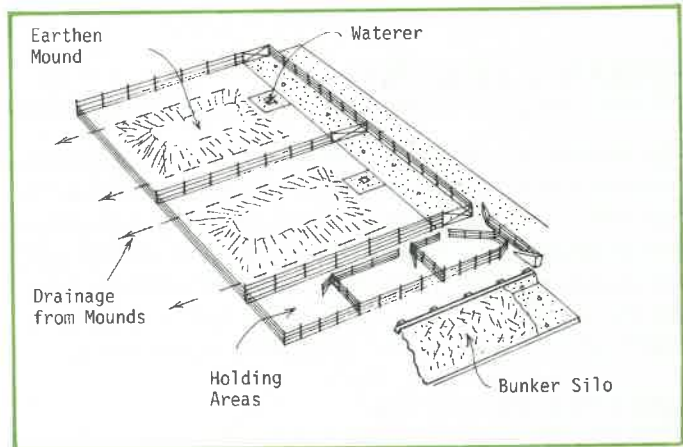 Earthen
Mound
Waterer
Drainage
from Mounds
Holding
Areas
Bunker Silo